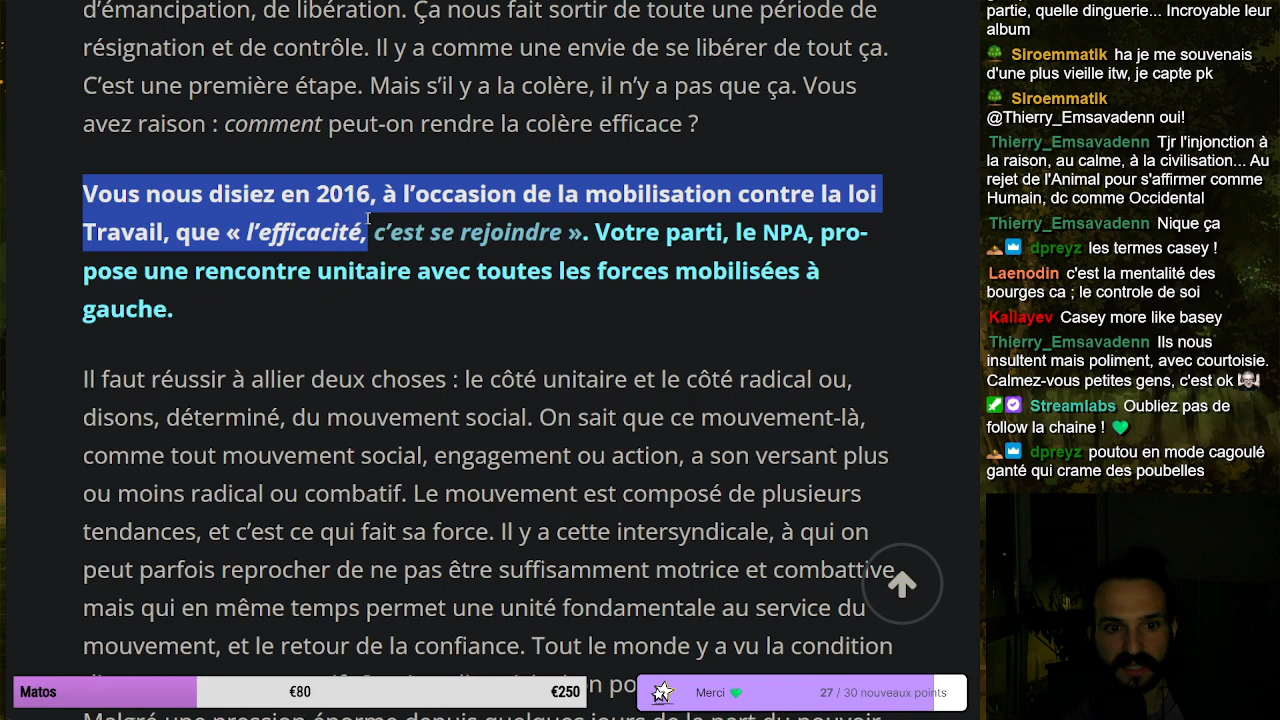 d’émancipation, de libération. Ça nous fait sortir de toute une période de
résignation et de contrôle. Il y a comme une envie de se libérer de tout ça.
C’est une première étape. Mais s’il y a la colère, il n’y a pas que ça. Vous
avez raison : comment peut-on rendre la colère efficace ?
Vous nous disiez en 2016, à l’occasion de la mobilisation contre la loi
Travail, que « l’efficacité, c’est se rejoindre ». Votre parti, le NPA, pro-
pose une rencontre unitaire avec toutes les forces mobilisées à
gauche.
Il faut réussir à allier deux choses : le côté unitaire et le côté radical ou,
disons, déterminé, du mouvement social. On sait que ce mouvement-là,
comme tout mouvement social, engagement ou action, a son versant plus
ou moins radical ou combatif. Le mouvement est composé de plusieurs
tendances, et c’est ce qui fait sa force. Il y a cette intersyndicale, à qui on
peut parfois reprocher de ne pas être suffisamment motrice et combattive
mais qui en même temps permet une unité fondamentale au service du
mouvement, et le retour de la confiance. Tout le monde y a vu la condition
Matos
€80
€250
Merci
27 / 30 nouveaux points
partie, quelle dinguerie... Incroyable leur
album
Siroemmatik ha je me souvenais
d'une plus vieille itw, je capte pk
Siroemmatik
@Thierry_Emsavadenn oui!
Thierry_Emsavadenn Tjr l'injonction à
la raison, au calme, à la civilisation... Au
rejet de l'Animal pour s'affirmer comme
Humain, dc comme Occidental
Thierry_Emsavadenn Nique ça
dpreyz les termes casey !
Laenodin c'est la mentalité des
bourges ca ; le controle de soi
Kallayev Casey more like basey
Thierry_Emsavadenn Ils nous
insultent mais poliment, avec courtoisie.
Calmez-vous petites gens, c'est ok
Streamlabs Oubliez pas de
follow la chaine !
dpreyz poutou en mode cagoulé
ganté qui crame des poubelles